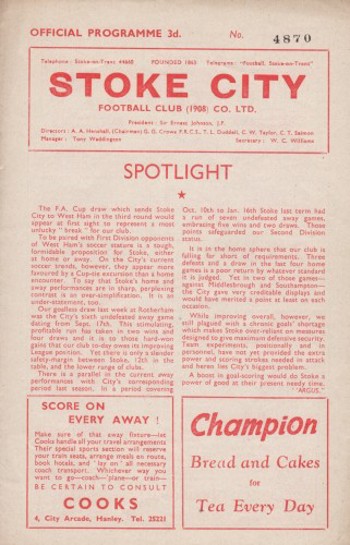 OFFICIAL PROGRAMME 3d. No. 4870
Telephone : Stoke-on-Trent 44660 FOUNDED 1863 Telegrams: "Football, Stoke-on-Trent"
STOKE CITY
FOOTBALL CLUB (1908) CO. LTD.
President : Sir Ernest Johnson, J.P.
Directors : A. A. Henshall, (Chairman) G. G. Crowe F.R.C.S., T. L. Duddell, C. W. Taylor, C. T. Salmon
Manager : Tony Waddington Secretary : W. C. Williams
SPOTLIGHT
The F.A. Cup draw which sends Stoke
City to West Ham in the third round would
appear at first sight to represent a most
unlucky "break" for our club.
To be paired with First Division opponents
of West Ham's soccer stature is a tough,
formidable proposition for Stoke, either
at home or away. On the City's current
soccer trends, however, they appear more
favoured by a Cup-tie excursion than a home
encounter. To say that Stoke's home and
away performances are in sharp, perplexing
contrast is an over-simplification. It is an
under-statement, too.
Our goalless draw last week at Rotherham
was the City's sixth undefeated away game
dating from Sept. 17th. This stimulating,
profitable run has taken in two wins and
four draws and it is to those hard-won
gains that our club to-day owes its improving
League position. Yet there is only a slender
safety-margin between Stoke, 12th in the
table, and the lower range of clubs.
There is a parallel in the current away
performances with City's corresponding
period last season. In a period covering
Oct. 10th to Jan. 16th Stoke last term had
a run of seven undefeated away games,
embracing five wins and two draws. Those
points safeguarded our Second Division
status.
It is in the home sphere that our club is
falling far short of requirements. Three
defeats and a draw in the last four home
games is a poor return by whatever standard
it is judged. Yet in two of those games—
against Middlesbrough and Southampton—
the City gave very creditable displays and
would have merited a point at least on each
occasion.
While improving overall, however, we
still plagued with a chronic goals' shortage
which makes Stoke over-reliant on measures
designed to give maximum defensive security.
Team experiments, positionally and in
personnel, have not yet provided the extra
power and scoring strokes needed in attack
and hereas lies City's biggest problem.
A boost in goal-scoring would do Stoke a
power of good at their present needy time.
"ARGUS."
SCORE ON
EVERY AWAY !
Make sure of that away fixture—let
Cooks handle all your travel arrangements
Their special sports section will reserve
your train seats, arrange meals en route,
book hotels, and 'lay on' all necessary
coach transport. Whichever way you
want to go—coach—plane—or train—
BE CERTAIN TO CONSULT
COOKS
4, City Arcade, Hanley. Tel. 25221
Champion
Bread and Cakes
for
Tea Every Day